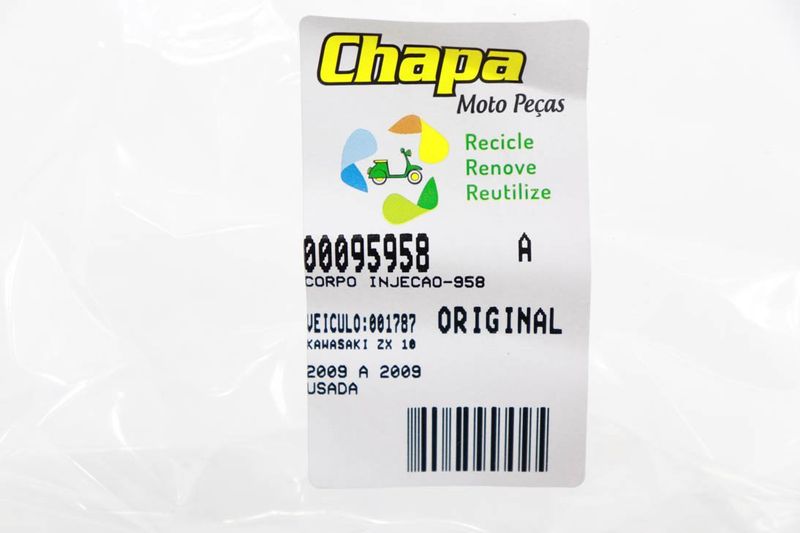 Chapa
Moto Peças
Recicle
Renove
Reutilize
00095958 A
CORPO INJECAO-958
VEICULO:001787 ORIGINAL
KAWASAKI ZX 10
2009 A 2009
USADA